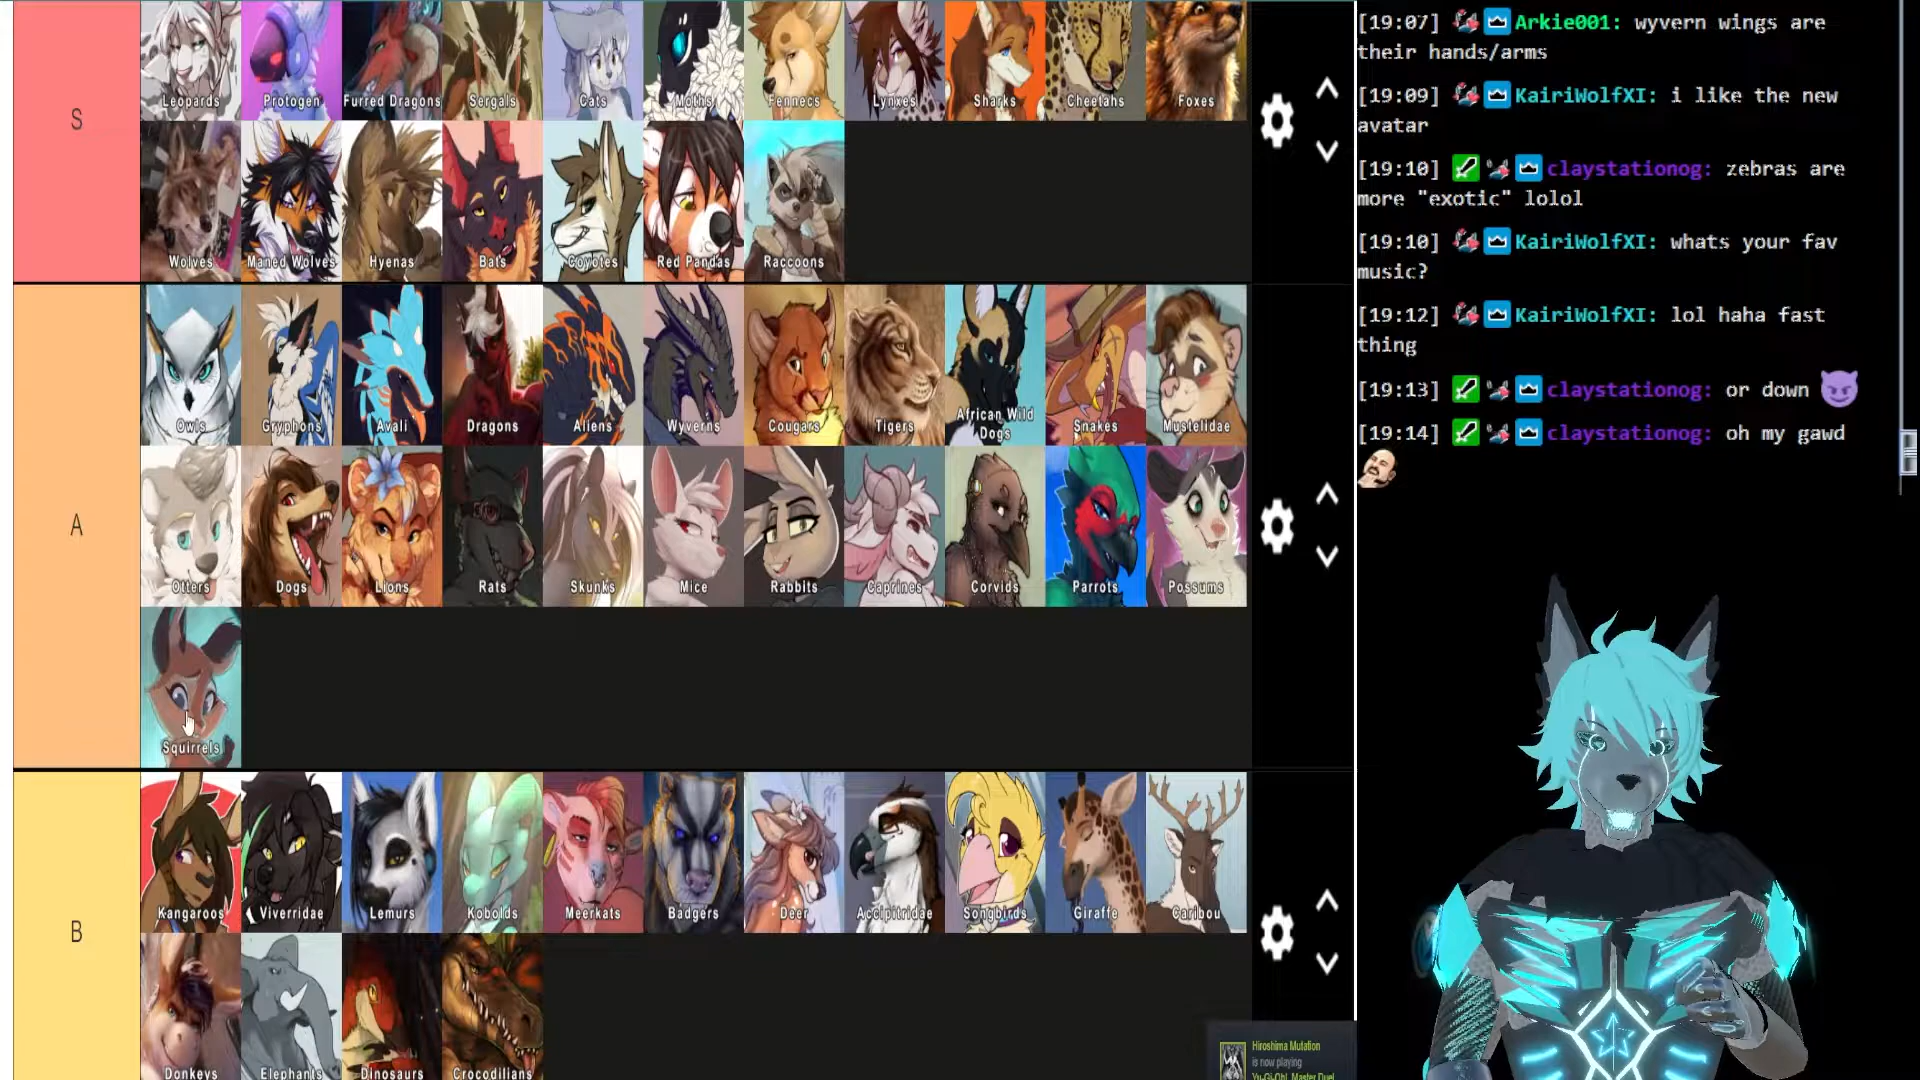 S
Leopards
Protogen
Furred Dragons
Sergals
Cats
Moths
Fennecs
Lynxes
Sharks
Cheetahs
Foxes
Wolves
Maned Wolves
Hyenas
Bats
Coyotes
Red Pandas
Raccoons
A
Owls
Gryphons
Avali
Dragons
Aliens
Wyverns
Cougars
Tigers
African Wild
Dogs
Snakes
Mustelidae
Otters
Dogs
Lions
Rats
Skunks
Mice
Rabbits
Caprines
Corvids
Parrots
Possums
Squirrels
B
Kangaroos
Viverridae
Lemurs
Kobolds
Meerkats
Badgers
Deer
Accipitridae
Songbirds
Giraffe
Caribou
Donkeys
Elephants
Dinosaurs
Crocodilians
Hiroshima Mutation
is now playing
Yu-Gi-Oh! Master Duel
[19:07] Arkie001: wyvern wings are
their hands/arms
[19:09] KairiWolfXI: i like the new
avatar
[19:10] claystationog: zebras are
more "exotic" lolol
[19:10] KairiWolfXI: whats your fav
music?
[19:12] KairiWolfXI: lol haha fast
thing
[19:13] claystationog: or down
[19:14] claystationog: oh my gawd